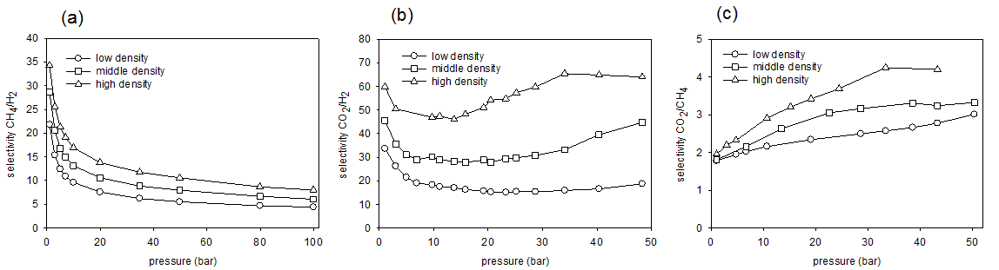 (a)
selectivity CH4/H2
40
35
30
25
20
15
10
5
0
low density
middle density
high density
0
20
40
60
80
100
pressure (bar)
(b)
selectivity CO2/H2
80
70
60
50
40
30
20
10
0
low density
middle density
high density
0
10
20
30
40
50
pressure (bar)
(c)
selectivity CO2/CH4
5
4
3
2
1
0
low density
middle density
high density
0
10
20
30
40
50
pressure (bar)